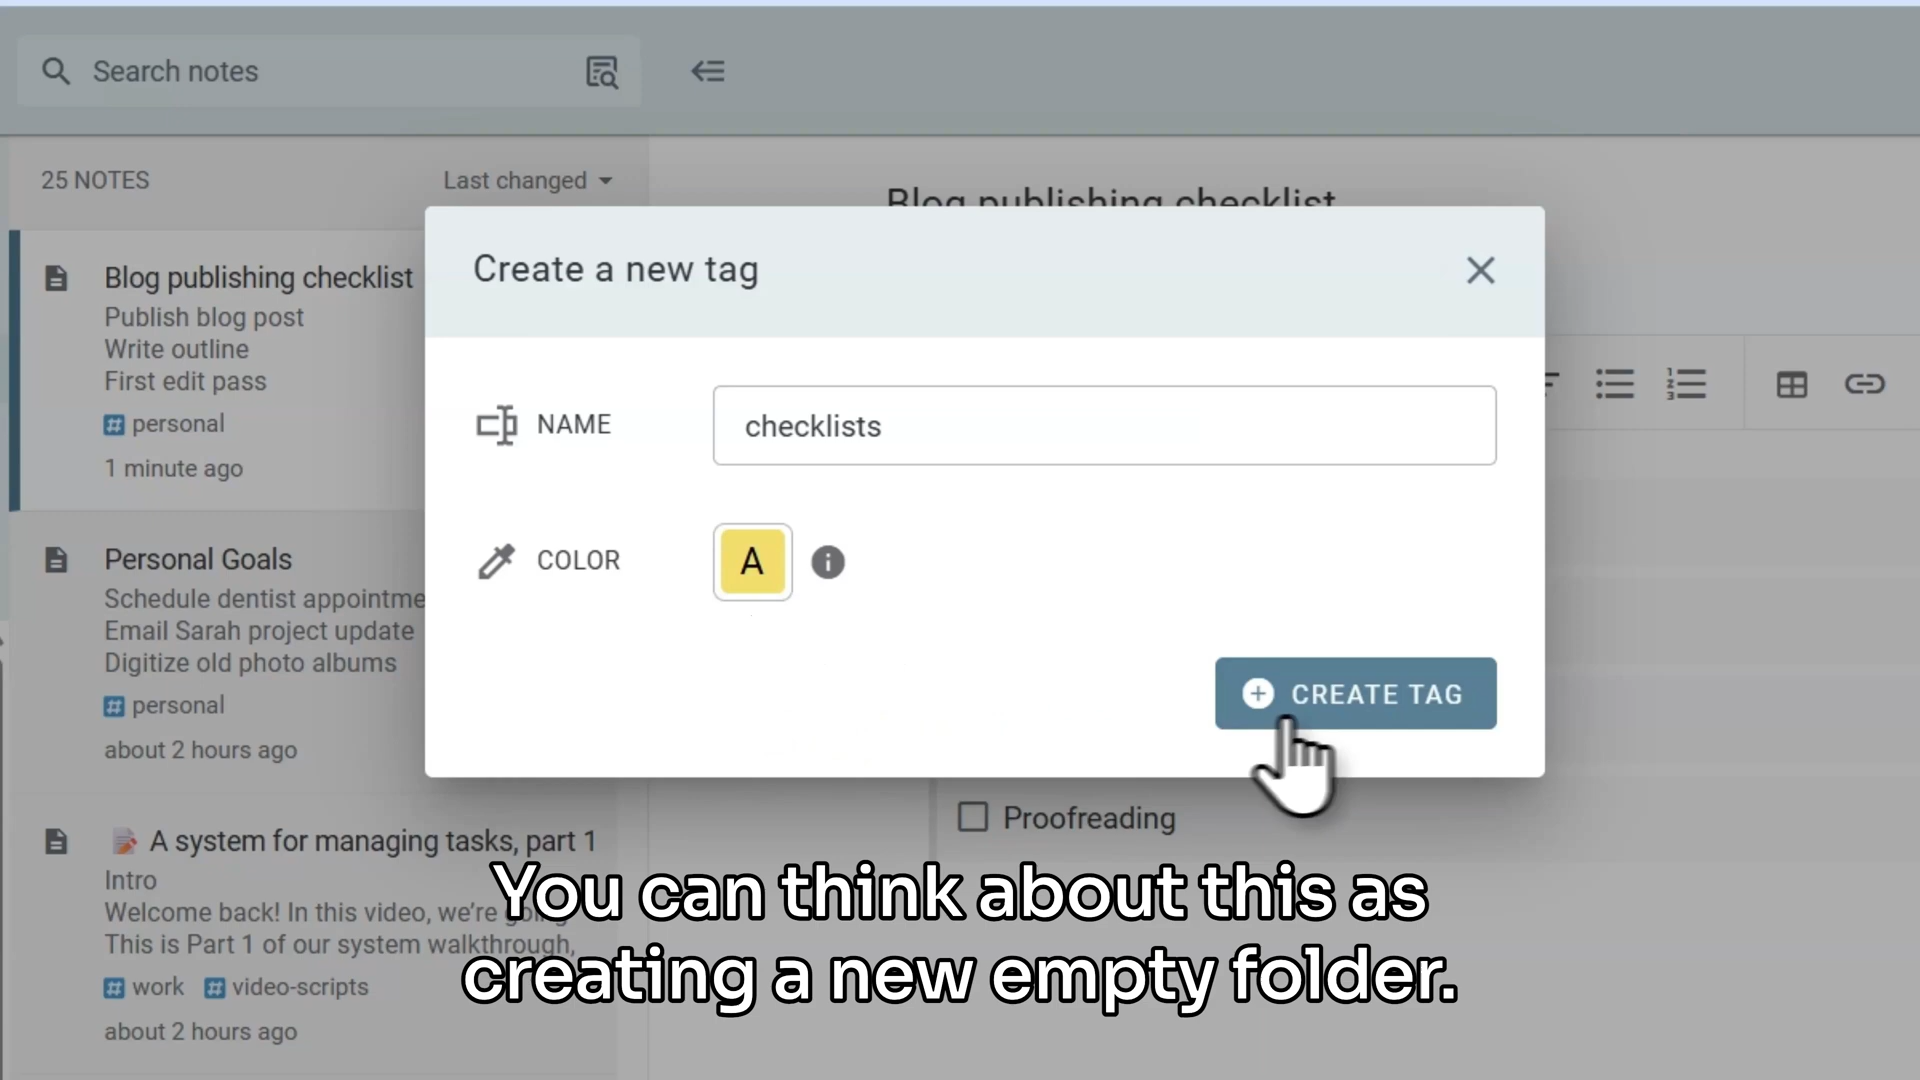 Search notes
25 NOTES
Last changed
Blog publishing checklist
Publish blog post
Write outline
First edit pass
personal
1 minute ago
Personal Goals
Schedule dentist appointme
Email Sarah project update
Digitize old photo albums
personal
about 2 hours ago
A system for managing tasks, part 1
Intro
Welcome back! In this video, we're going
This is Part 1 of our system walkthrough,
work video-scripts
about 2 hours ago
Blog publishing checklist
Create a new tag
NAME
checklists
COLOR
A
CREATE TAG
Proofreading
You can think about this as
creating a new empty folder.